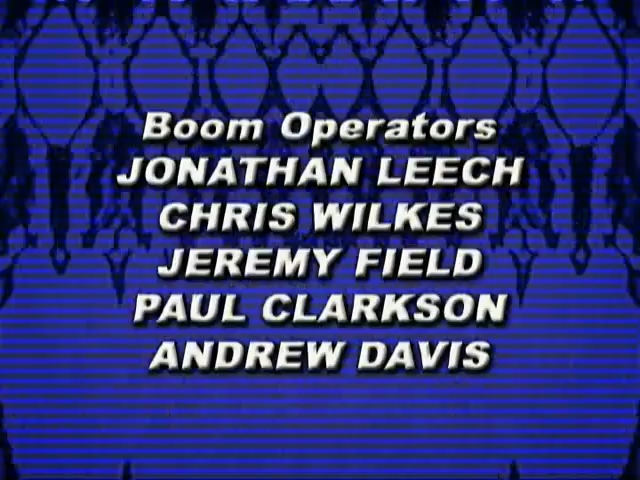 Boom Operators
JONATHAN LEECH
CHRIS WILKES
JEREMY FIELD
PAUL CLARKSON
ANDREW DAVIS